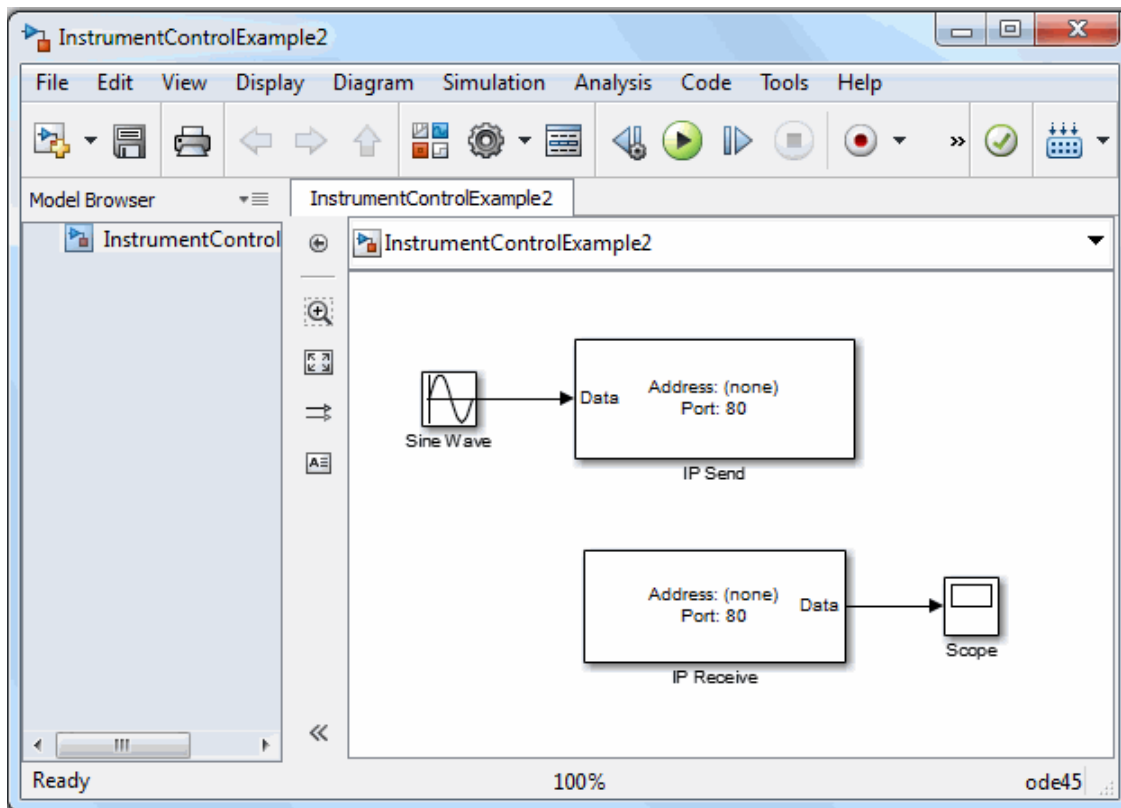 InstrumentControlExample2
File Edit View Display Diagram Simulation Analysis Code Tools Help
Model Browser
InstrumentControlExample2
InstrumentControl
InstrumentControlExample2
Data
Address: (none)
Port: 80
Sine Wave
IP Send
Address: (none)
Port: 80
Data
IP Receive
Scope
Ready
100%
ode45